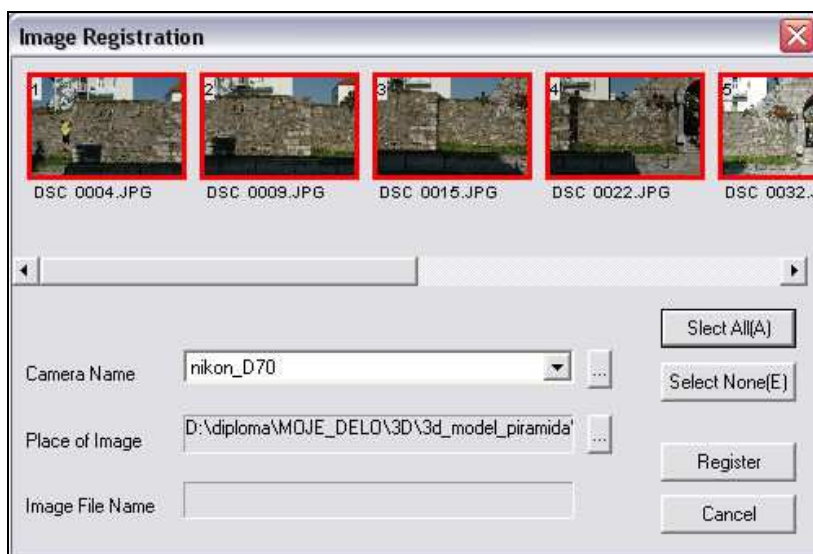 Image Registration
1 2 3 4 5
DSC 0004.JPG DSC 0009.JPG DSC 0015.JPG DSC 0022.JPG DSC 0032.
Slect All(A)
Camera Name nikon_D70 ...
Select None(E)
Place of Image D:\diploma\MOJE_DELO\3D\3d_model_piramida ...
Register
Image File Name
Cancel